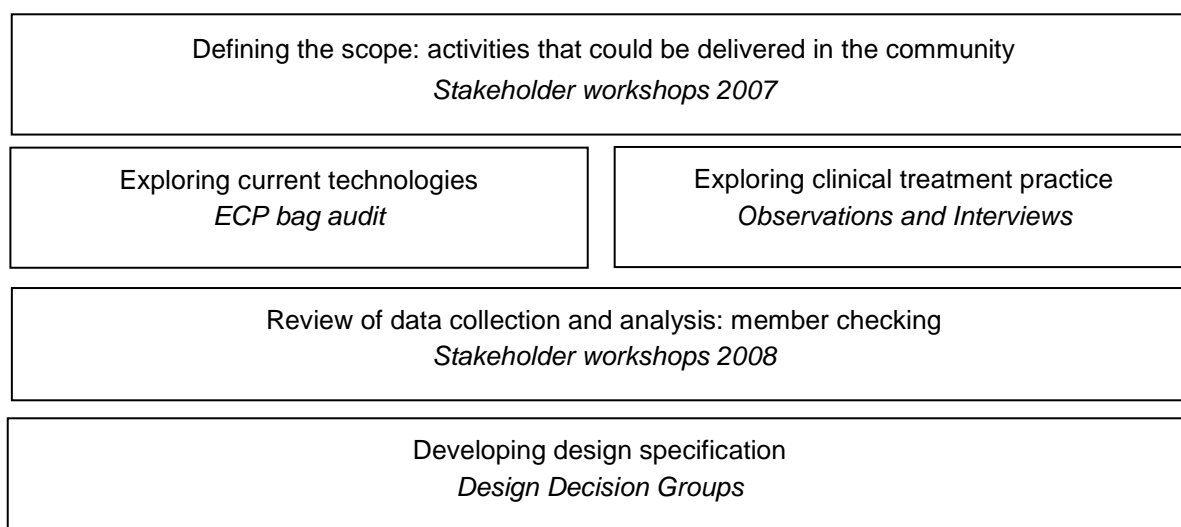 Defining the scope: activities that could be delivered in the community
Stakeholder workshops 2007
Exploring current technologies
ECP bag audit
Exploring clinical treatment practice
Observations and Interviews
Review of data collection and analysis: member checking
Stakeholder workshops 2008
Developing design specification
Design Decision Groups